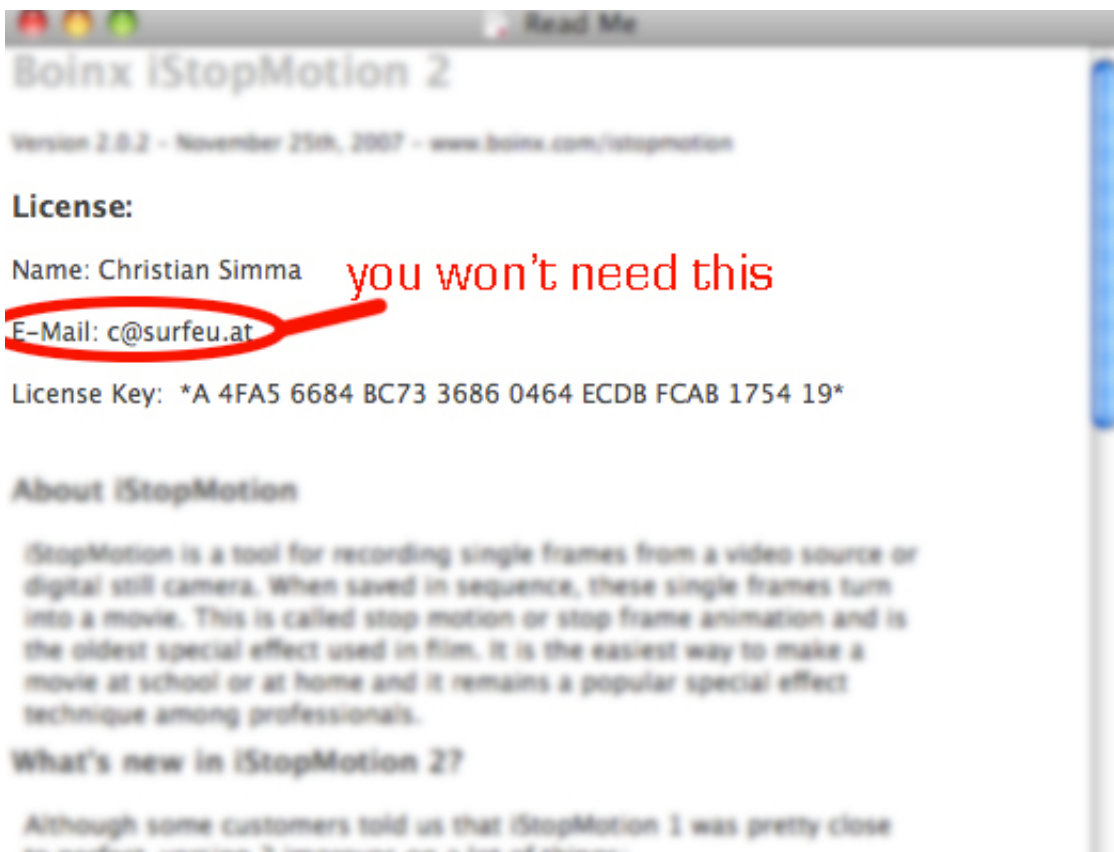 Read Me
Boinx iStopMotion 2
Version 2.0.2 – November 25th, 2007 – www.boinx.com/istopmotion
License:
Name: Christian Simma
you won't need this
E-Mail: c@surfeu.at
License Key: *A 4FA5 6684 BC73 3686 0464 ECDB FCAB 1754 19*
About iStopMotion
iStopMotion is a tool for recording single frames from a video source or
digital still camera. When saved in sequence, these single frames turn
into a movie. This is called stop motion or stop frame animation and is
the oldest special effect used in film. It is the easiest way to make a
movie at school or at home and it remains a popular special effect
technique among professionals.
What's new in iStopMotion 2?
Although some customers told us that iStopMotion 1 was pretty close